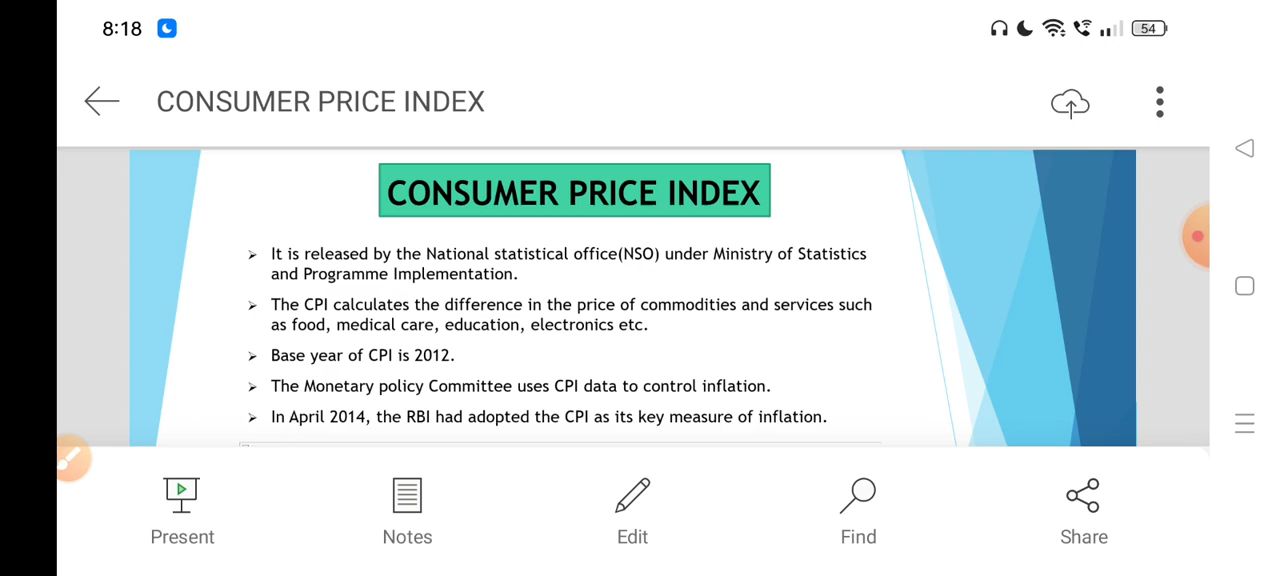 8:18
54
CONSUMER PRICE INDEX
CONSUMER PRICE INDEX
➢ It is released by the National statistical office(NSO) under Ministry of Statistics
and Programme Implementation.
➢ The CPI calculates the difference in the price of commodities and services such
as food, medical care, education, electronics etc.
➢ Base year of CPI is 2012.
➢ The Monetary policy Committee uses CPI data to control inflation.
➢ In April 2014, the RBI had adopted the CPI as its key measure of inflation.
Present Notes Edit Find Share